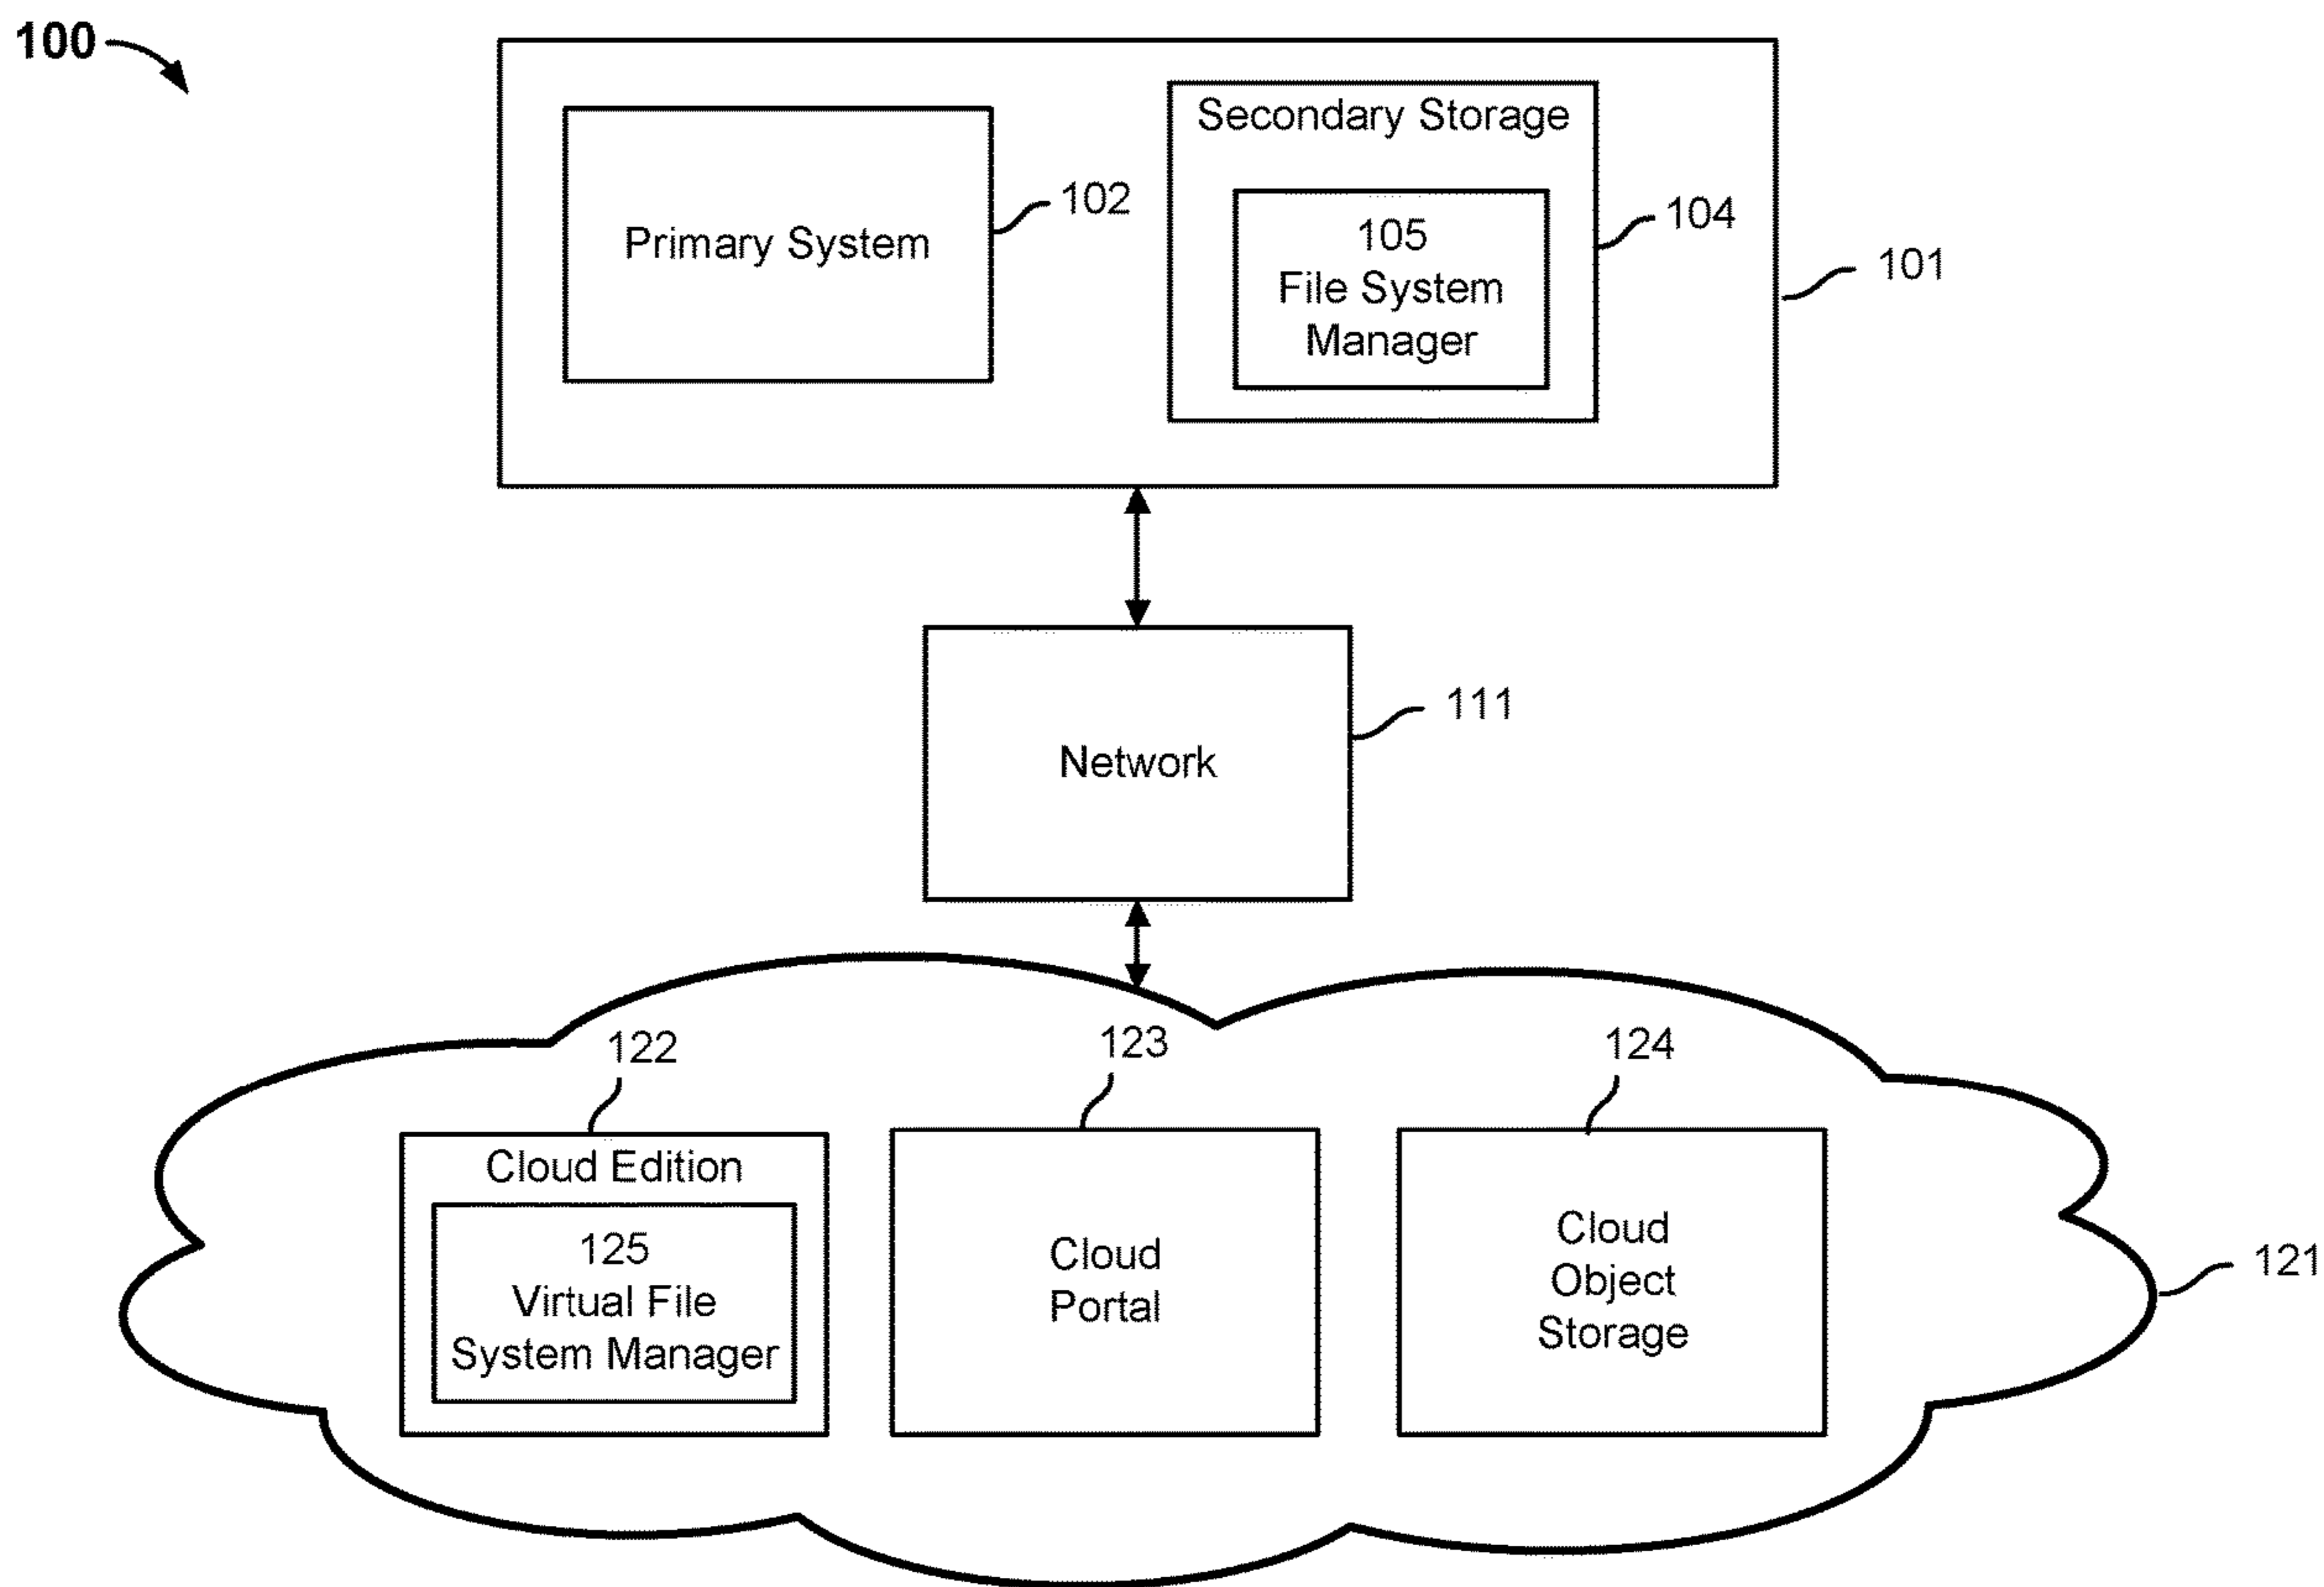 100
Secondary Storage
102
Primary System
104
105
File System
Manager
101
111
Network
122
123
124
Cloud Edition
125
Virtual File
System Manager
Cloud
Portal
Cloud
Object
Storage
121